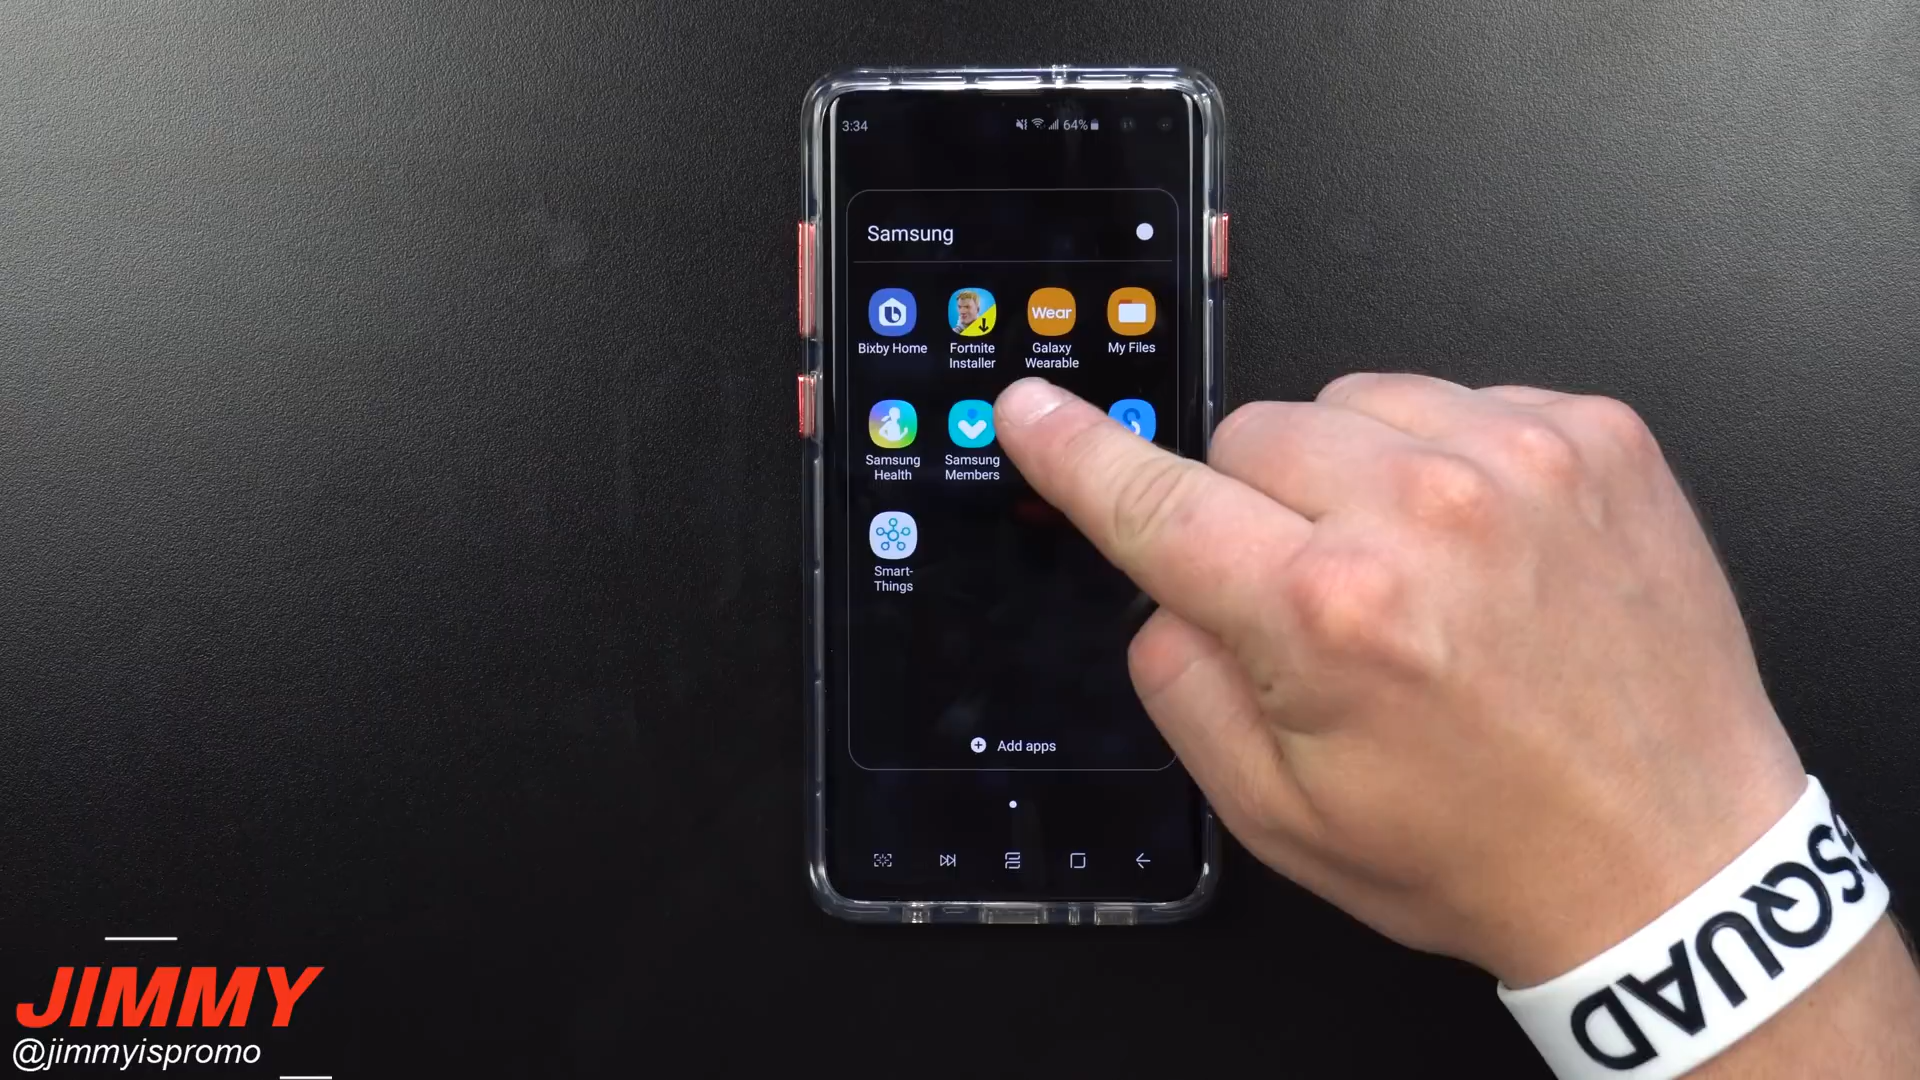 3:34
64%
Samsung
Wear
Bixby Home
Fortnite
Installer
Galaxy
Wearable
My Files
Samsung
Health
Samsung
Members
Smart-
Things
Add apps
SQUAD
JIMMY
@jimmyispromo